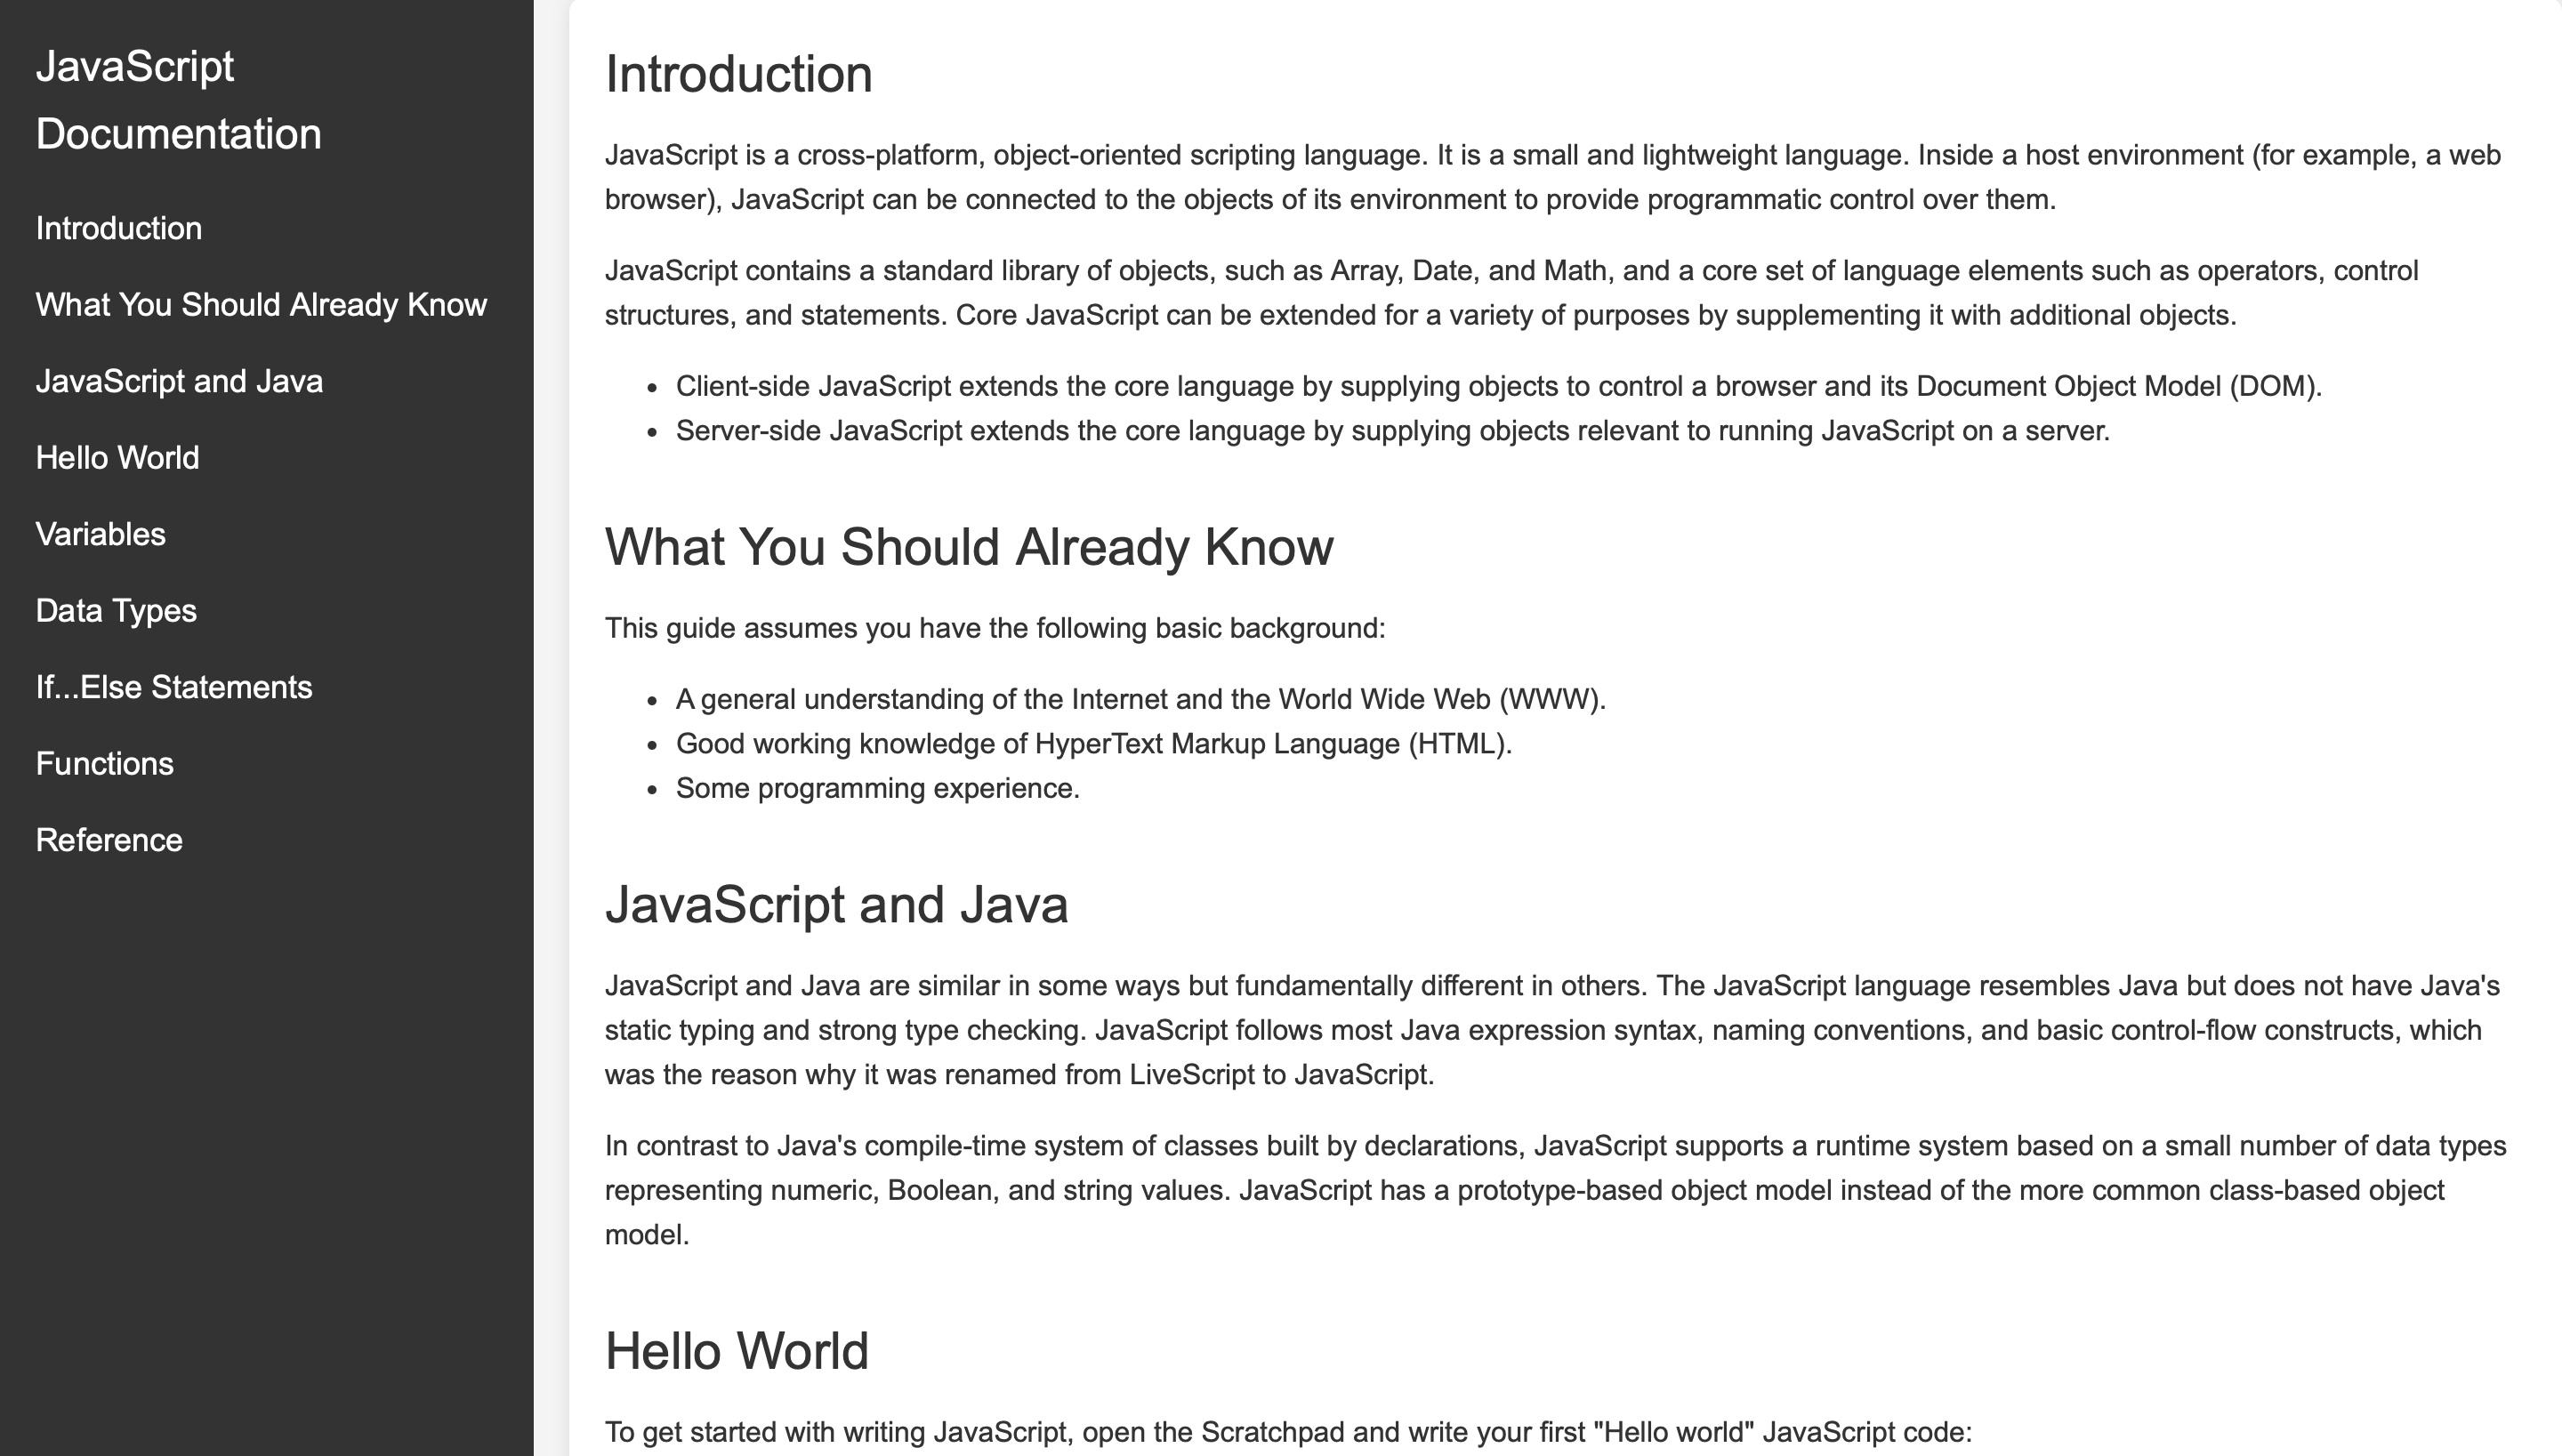 JavaScript
Documentation
Introduction
What You Should Already Know
JavaScript and Java
Hello World
Variables
Data Types
If...Else Statements
Functions
Reference
Introduction
JavaScript is a cross-platform, object-oriented scripting language. It is a small and lightweight language. Inside a host environment (for example, a web
browser), JavaScript can be connected to the objects of its environment to provide programmatic control over them.
JavaScript contains a standard library of objects, such as Array, Date, and Math, and a core set of language elements such as operators, control
structures, and statements. Core JavaScript can be extended for a variety of purposes by supplementing it with additional objects.
• Client-side JavaScript extends the core language by supplying objects to control a browser and its Document Object Model (DOM).
• Server-side JavaScript extends the core language by supplying objects relevant to running JavaScript on a server.
What You Should Already Know
This guide assumes you have the following basic background:
• A general understanding of the Internet and the World Wide Web (WWW).
• Good working knowledge of HyperText Markup Language (HTML).
• Some programming experience.
JavaScript and Java
JavaScript and Java are similar in some ways but fundamentally different in others. The JavaScript language resembles Java but does not have Java's
static typing and strong type checking. JavaScript follows most Java expression syntax, naming conventions, and basic control-flow constructs, which
was the reason why it was renamed from LiveScript to JavaScript.
In contrast to Java's compile-time system of classes built by declarations, JavaScript supports a runtime system based on a small number of data types
representing numeric, Boolean, and string values. JavaScript has a prototype-based object model instead of the more common class-based object
model.
Hello World
To get started with writing JavaScript, open the Scratchpad and write your first "Hello world" JavaScript code: